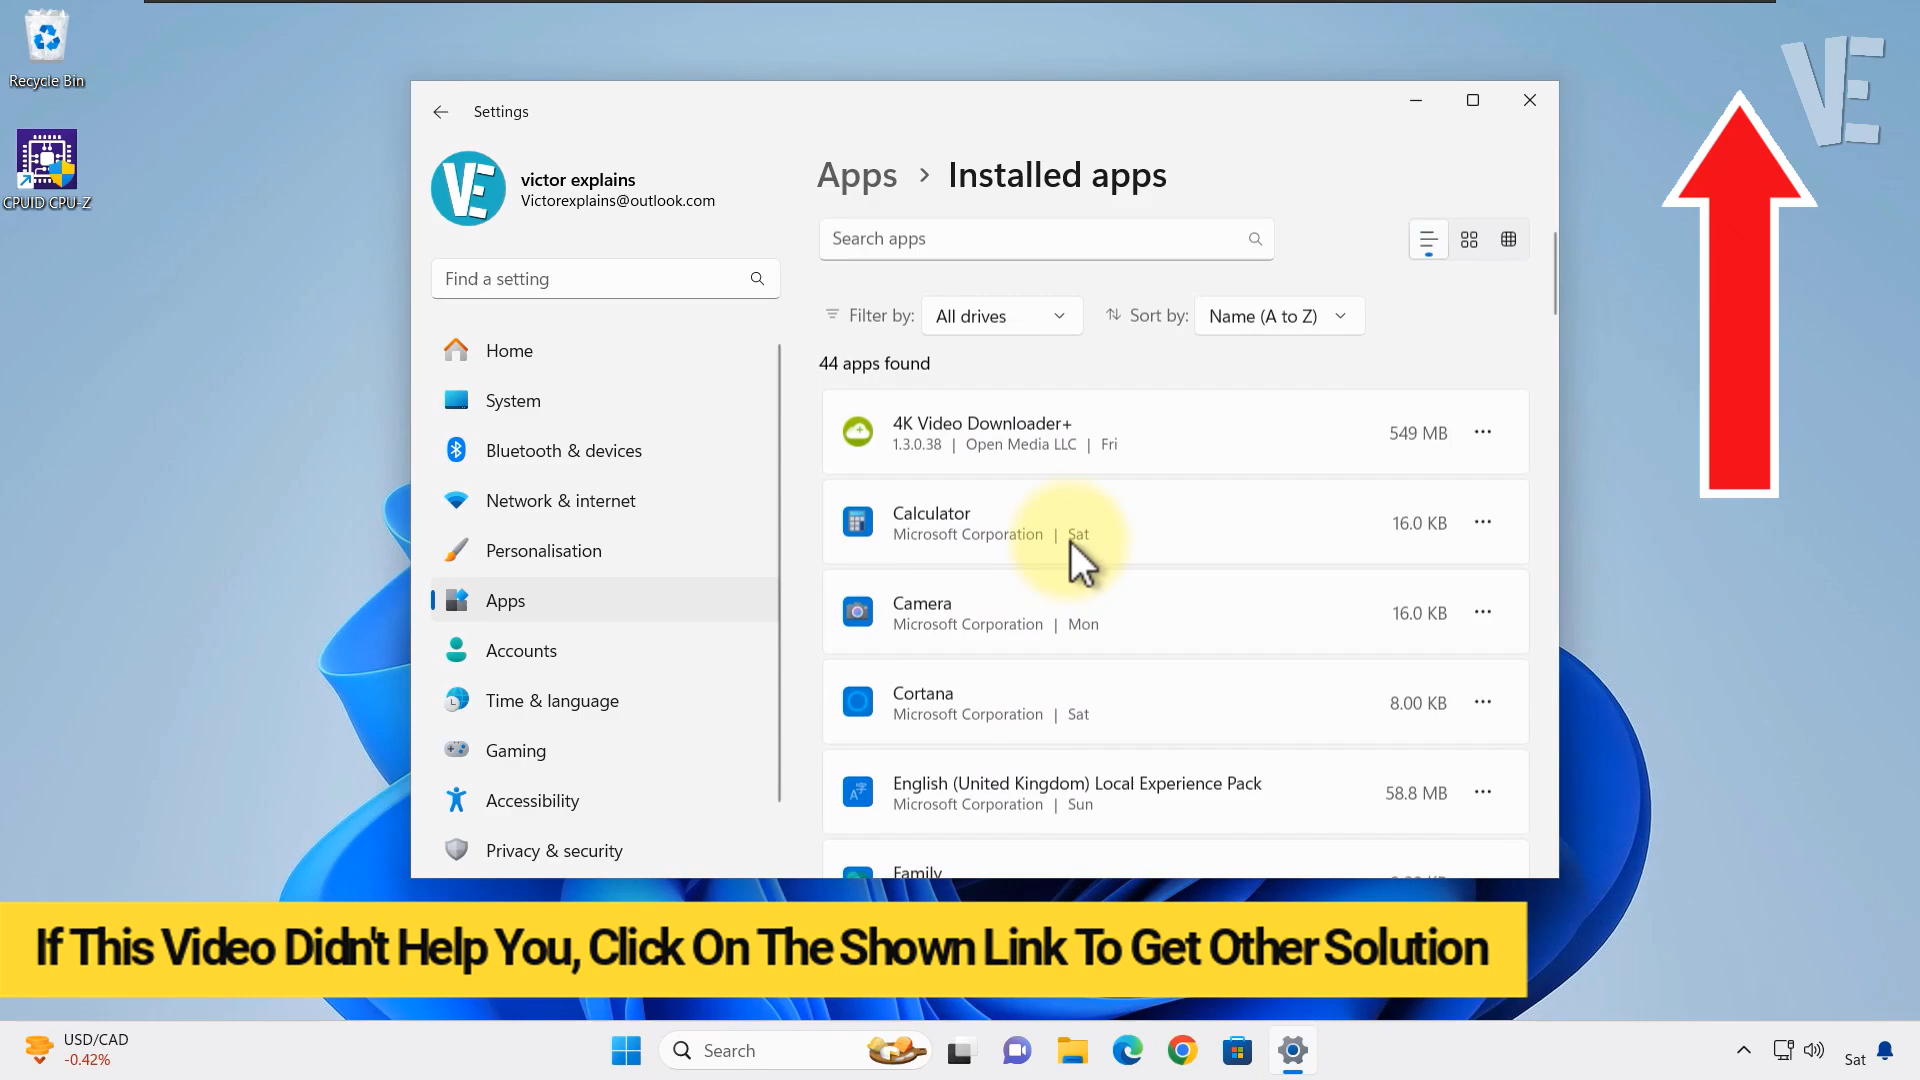 Recycle Bin
CPUID CPU-Z
VE
Settings
VE
victor explains
Victorexplains@outlook.com
Find a setting
Home
System
Bluetooth & devices
Network & internet
Personalisation
Apps
Accounts
Time & language
Gaming
Accessibility
Privacy & security
Apps > Installed apps
Search apps
Filter by: All drives Sort by: Name (A to Z)
44 apps found
4K Video Downloader+
1.3.0.38 | Open Media LLC | Fri
549 MB
Calculator
Microsoft Corporation | Sat
16.0 KB
Camera
Microsoft Corporation | Mon
16.0 KB
Cortana
Microsoft Corporation | Sat
8.00 KB
English (United Kingdom) Local Experience Pack
Microsoft Corporation | Sun
58.8 MB
Family
If This Video Didn't Help You, Click On The Shown Link To Get Other Solution
USD/CAD
-0.42%
Search
Sat